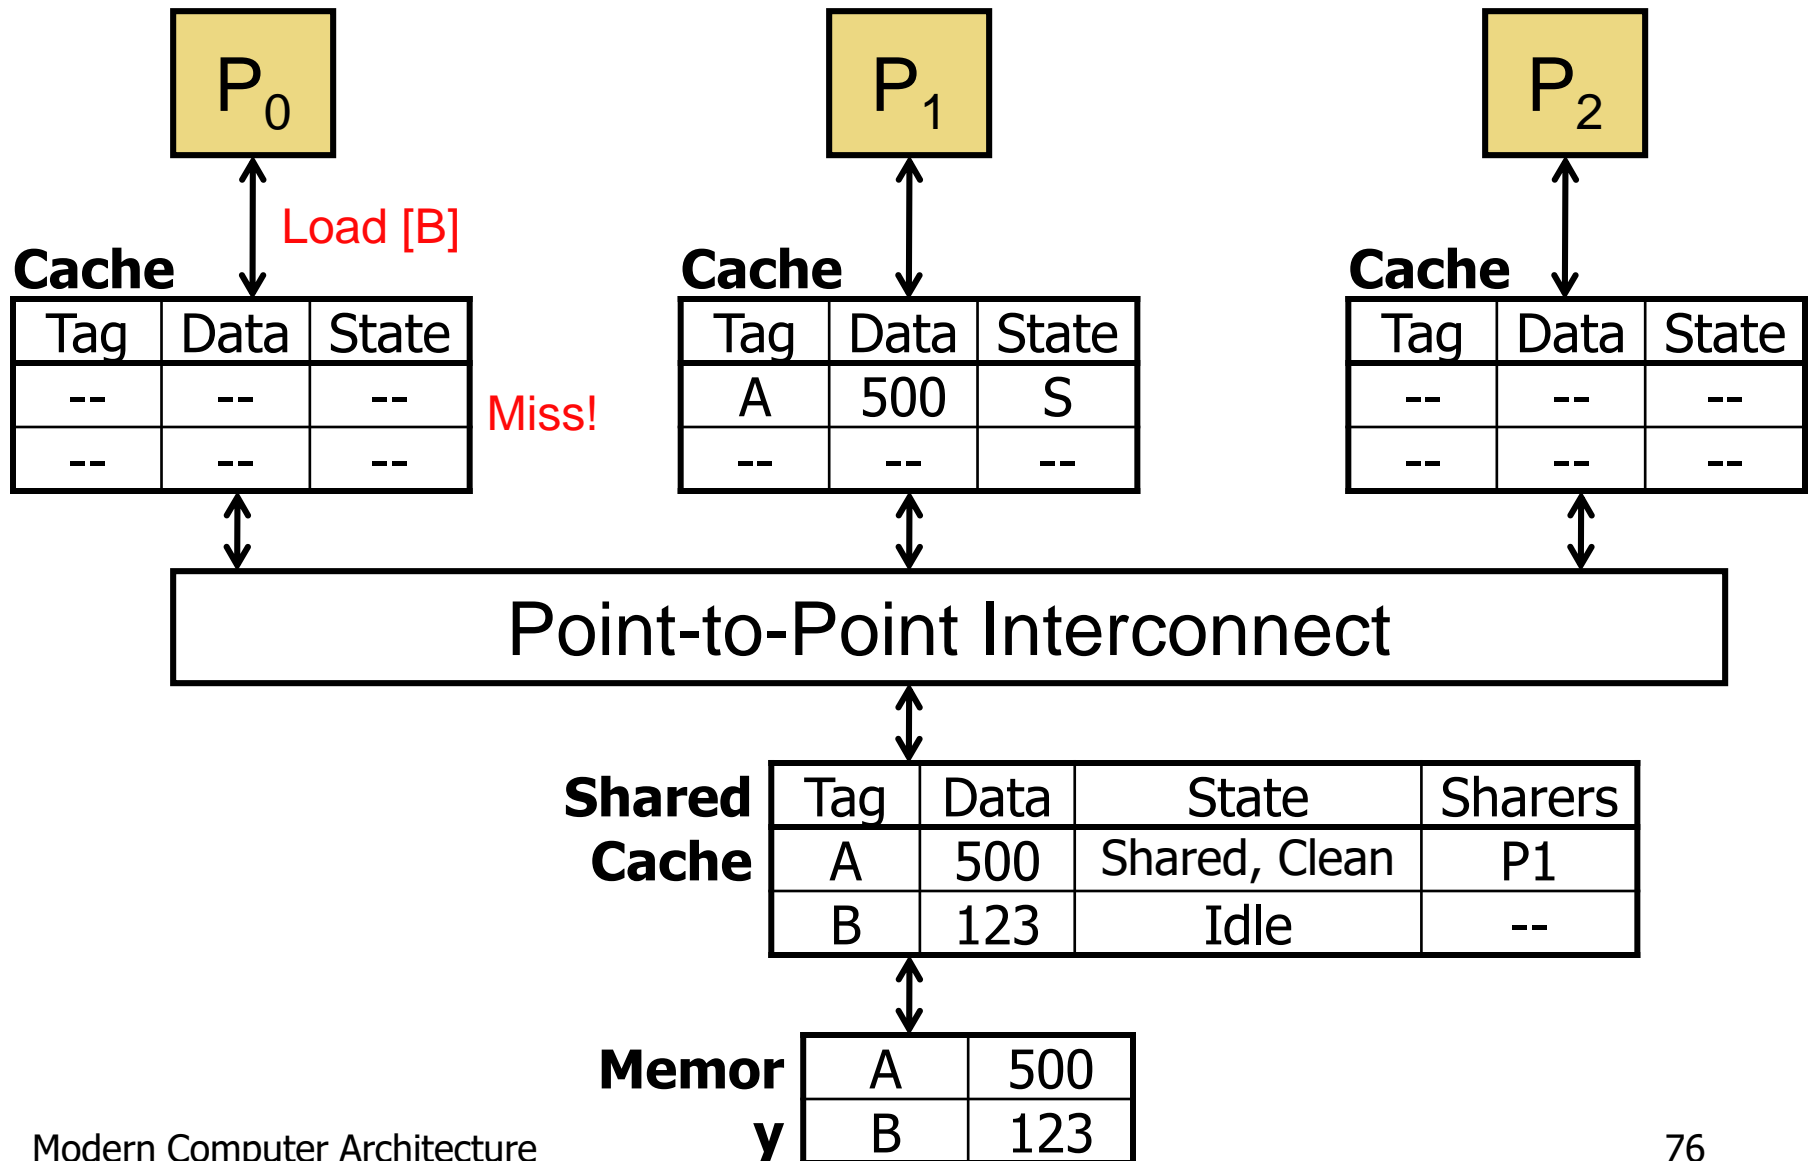 P0 P1 P2
Load [B]
Cache Cache Cache
Tag Data State Tag Data State Tag Data State
-- -- -- Miss! A 500 S -- -- --
-- -- -- -- -- -- -- -- --
Point-to-Point Interconnect
Shared Tag Data State Sharers
Cache A 500 Shared, Clean P1
B 123 Idle --
Memor A 500
y B 123
Modern Computer Architecture 76